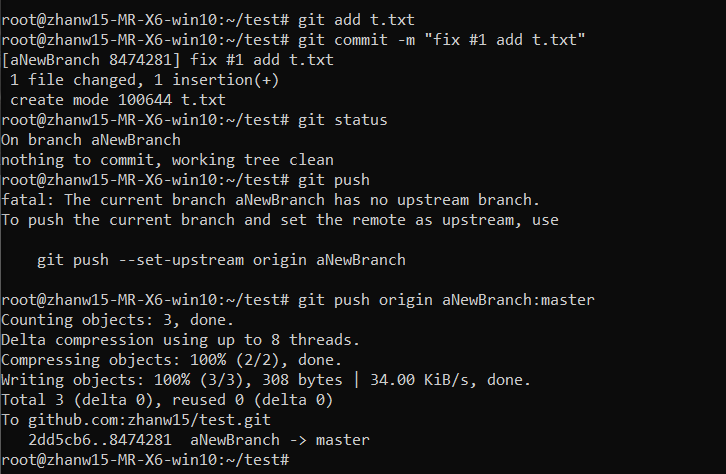 root@zhanw15-MR-X6-win10:~/test# git add t.txt
root@zhanw15-MR-X6-win10:~/test# git commit -m "fix #1 add t.txt"
[aNewBranch 8474281] fix #1 add t.txt
 1 file changed, 1 insertion(+)
 create mode 100644 t.txt
root@zhanw15-MR-X6-win10:~/test# git status
On branch aNewBranch
nothing to commit, working tree clean
root@zhanw15-MR-X6-win10:~/test# git push
fatal: The current branch aNewBranch has no upstream branch.
To push the current branch and set the remote as upstream, use

    git push --set-upstream origin aNewBranch

root@zhanw15-MR-X6-win10:~/test# git push origin aNewBranch:master
Counting objects: 3, done.
Delta compression using up to 8 threads.
Compressing objects: 100% (2/2), done.
Writing objects: 100% (3/3), 308 bytes | 34.00 KiB/s, done.
Total 3 (delta 0), reused 0 (delta 0)
To github.com:zhanw15/test.git
   2dd5cb6..8474281  aNewBranch -> master
root@zhanw15-MR-X6-win10:~/test#